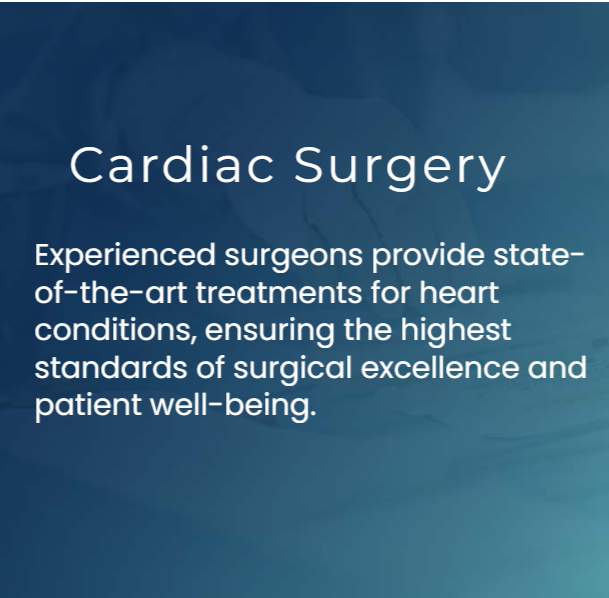 Cardiac Surgery
Experienced surgeons provide state-
of-the-art treatments for heart
conditions, ensuring the highest
standards of surgical excellence and
patient well-being.